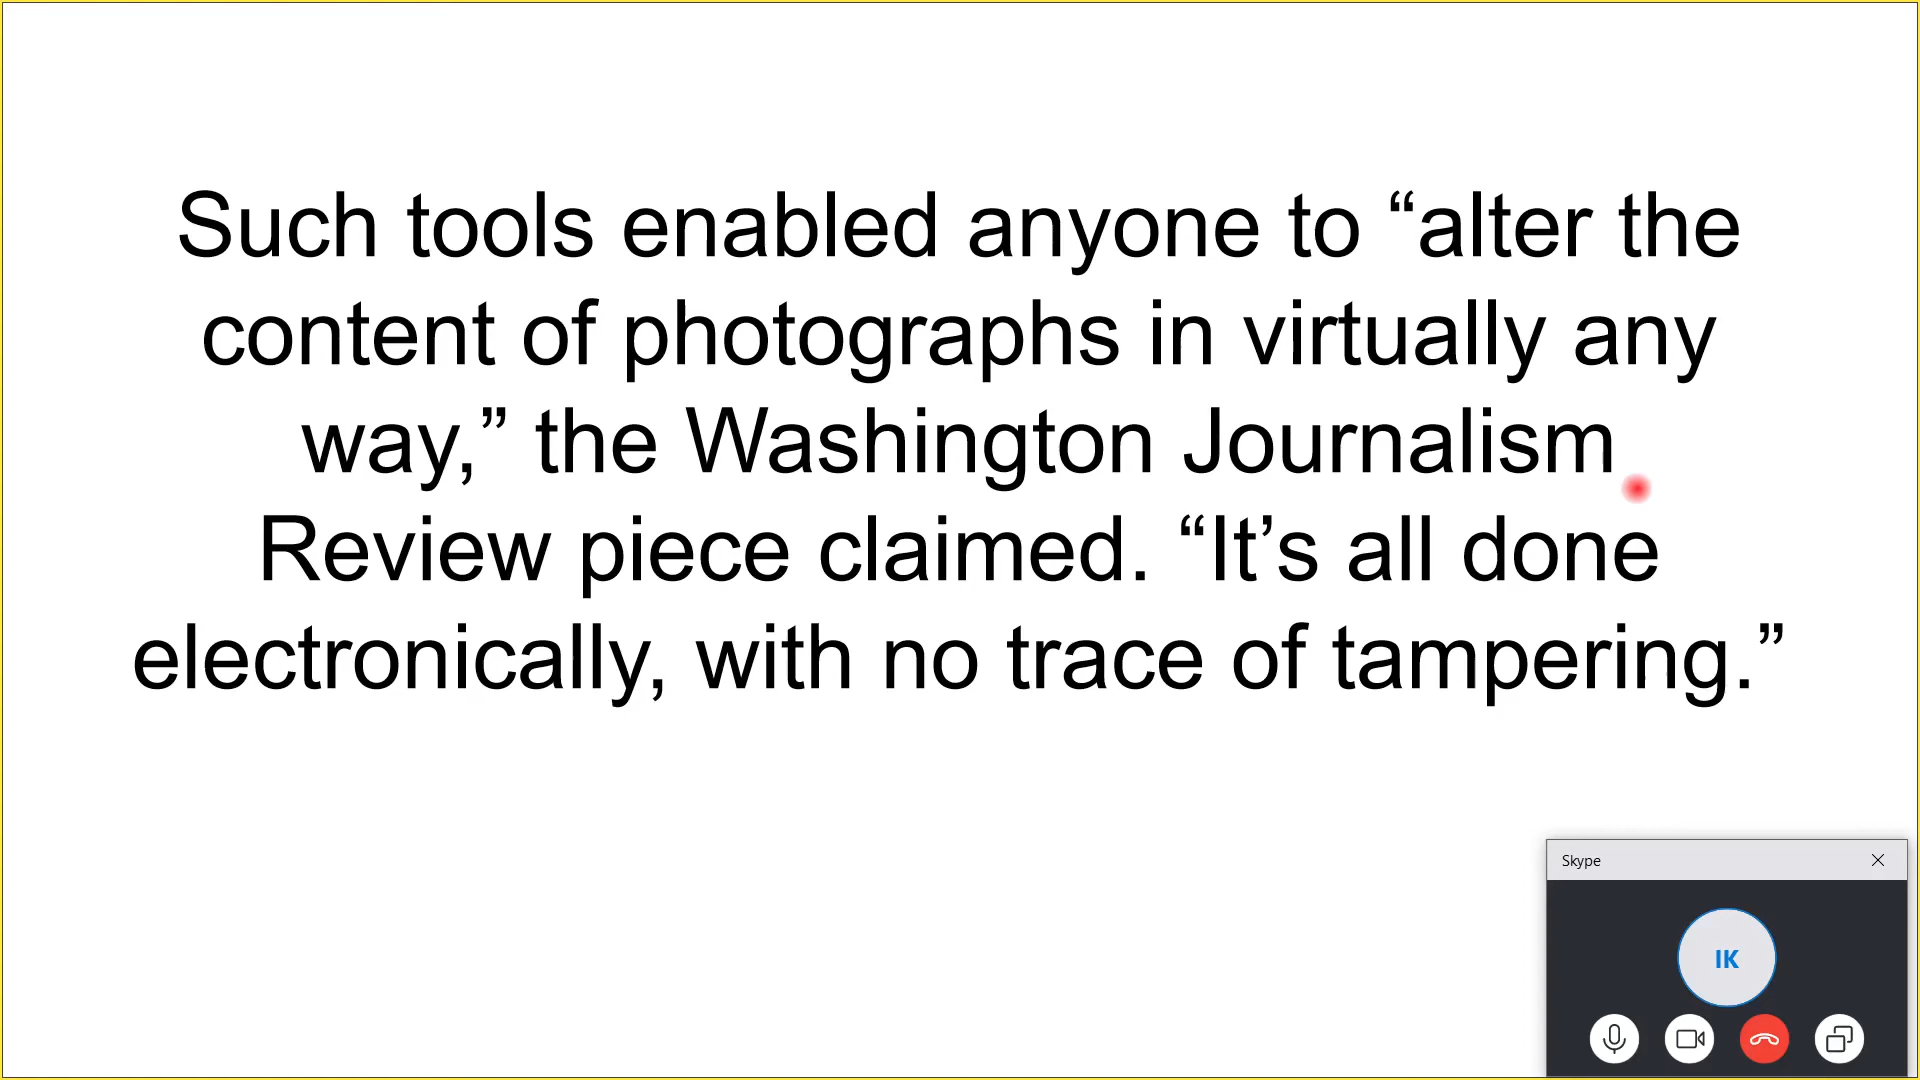 Such tools enabled anyone to “alter the
content of photographs in virtually any
way,” the Washington Journalism
Review piece claimed. “It’s all done
electronically, with no trace of tampering.”
Skype
IK